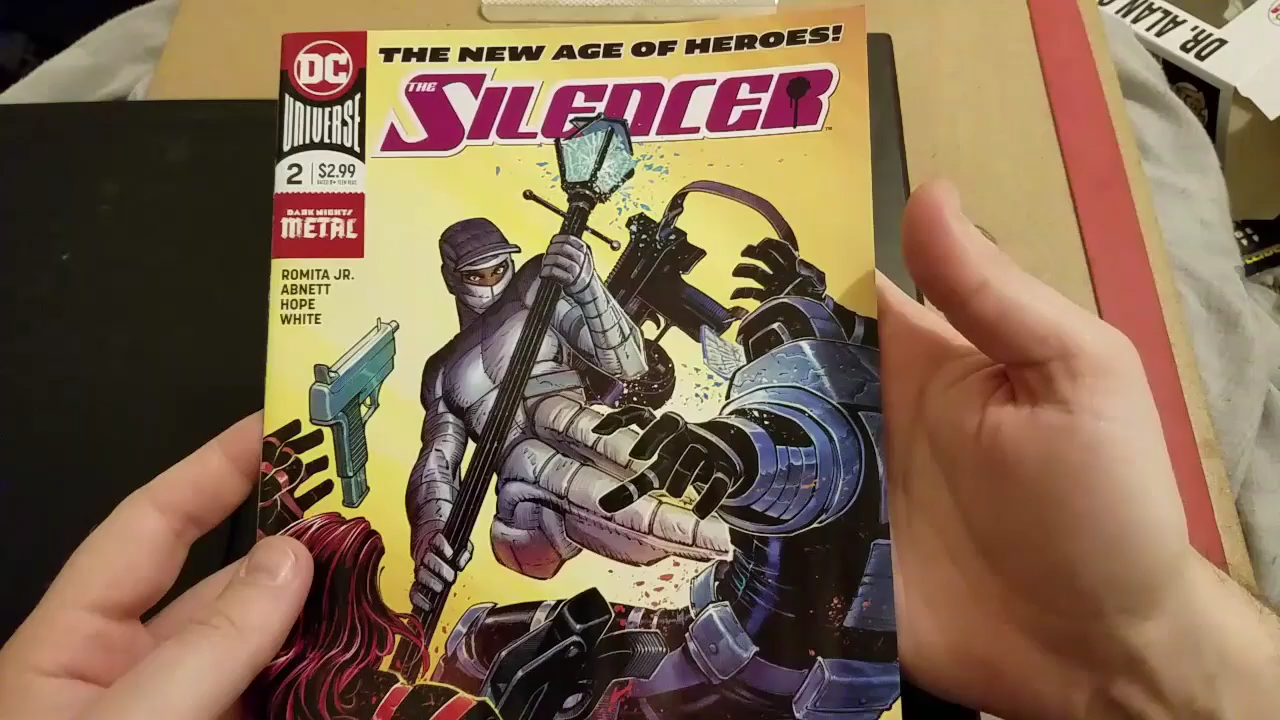 THE NEW AGE OF HEROES!
DC
UNIVERSE
THE
SILENCER
2 $2.99
DARK NIGHTS
METAL
ROMITA JR.
ABNETT
HOPE
WHITE
DR. ALAN